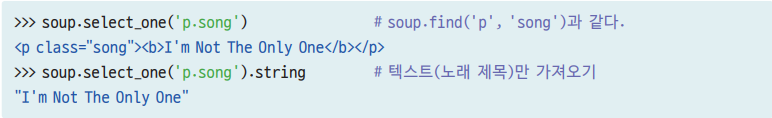 >>> soup.select_one('p.song') # soup.find('p', 'song')과 같다.
<p class="song"><b>I'm Not The Only One</b></p>
>>> soup.select_one('p.song').string # 텍스트(노래 제목)만 가져오기
"I'm Not The Only One"